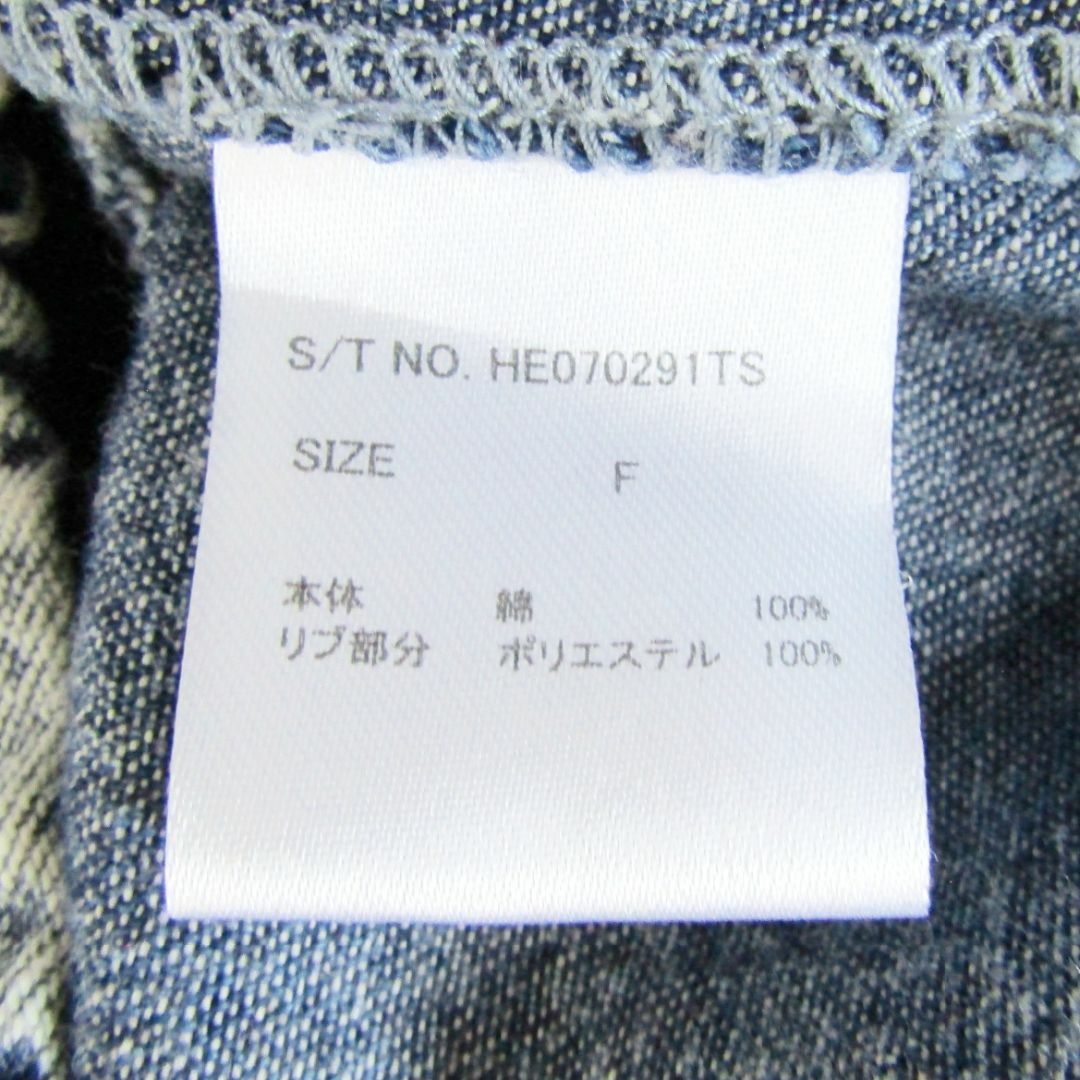 S/T NO. HE070291TS
SIZE F
本体 綿 100%
リブ部分 ポリエステル 100%